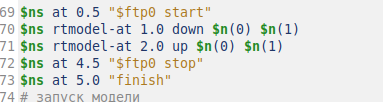 69 $ns at 0.5 "$ftp0 start"
70 $ns rtmodel-at 1.0 down $n(0) $n(1)
71 $ns rtmodel-at 2.0 up $n(0) $n(1)
72 $ns at 4.5 "$ftp0 stop"
73 $ns at 5.0 "finish"
74 # запуск модели